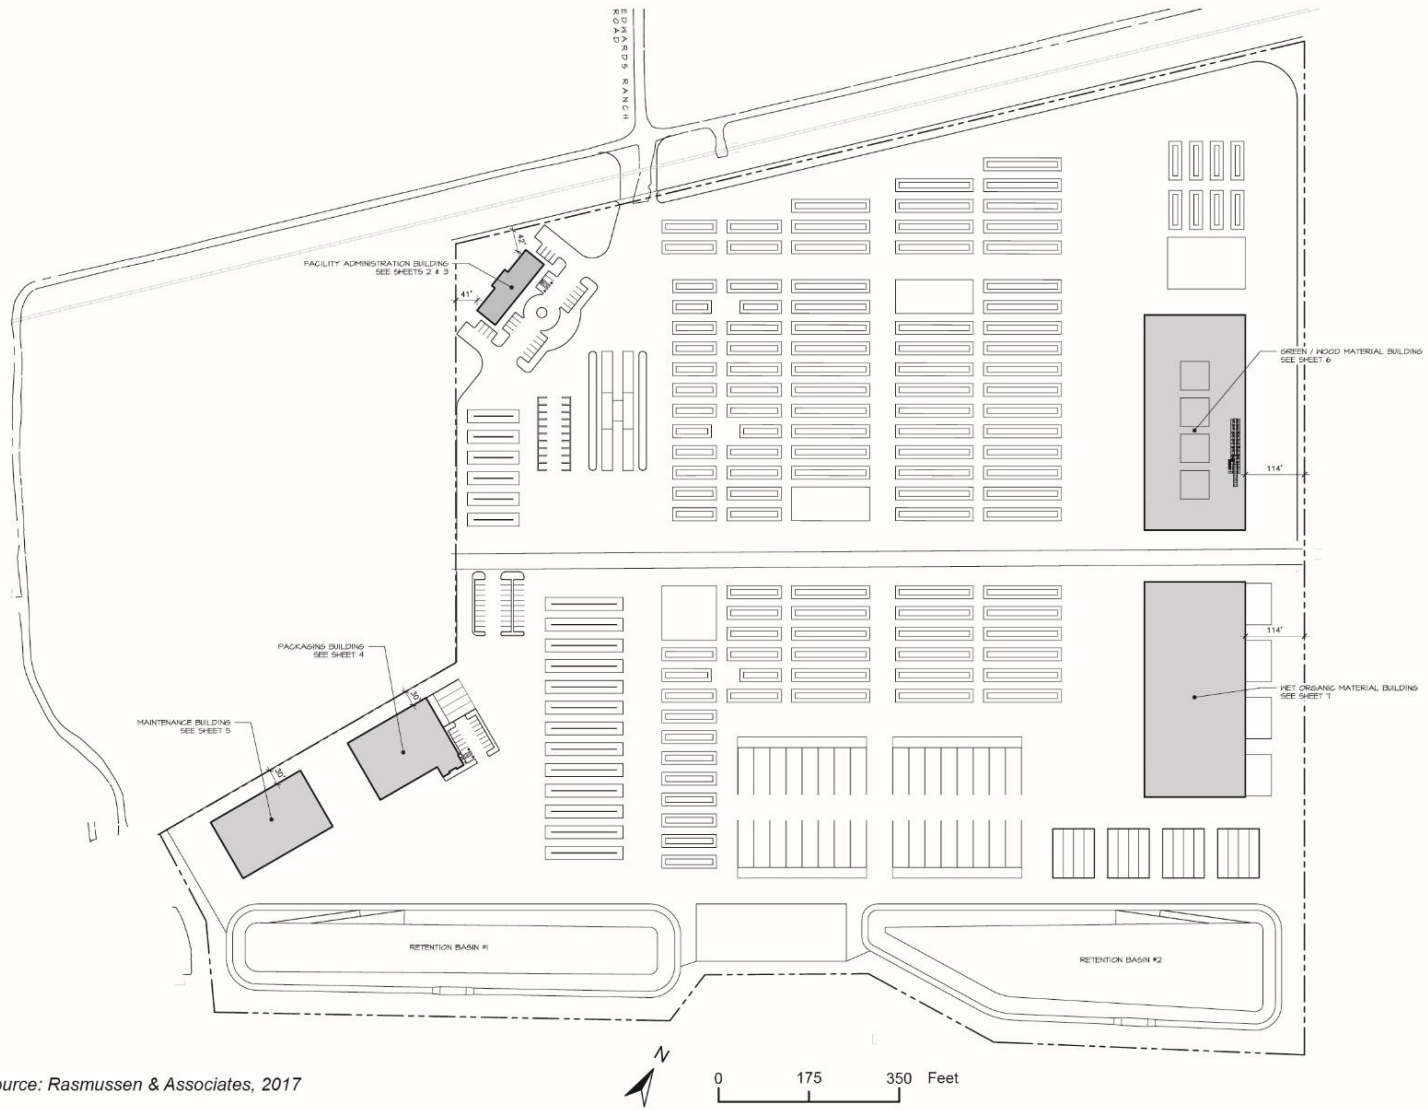 EDWARDS RANCH
ROAD
42'
FACILITY ADMINISTRATION BUILDING
SEE SHEETS 2 & 3
41'
GREEN / WOOD MATERIAL BUILDING
SEE SHEET 6
114'
114'
PACKAGING BUILDING
SEE SHEET 4
30'
WET ORGANIC MATERIAL BUILDING
SEE SHEET 7
MAINTENANCE BUILDING
SEE SHEET 5
30'
RETENTION BASIN #1
RETENTION BASIN #2
N
ource: Rasmussen & Associates, 2017
0 175 350 Feet